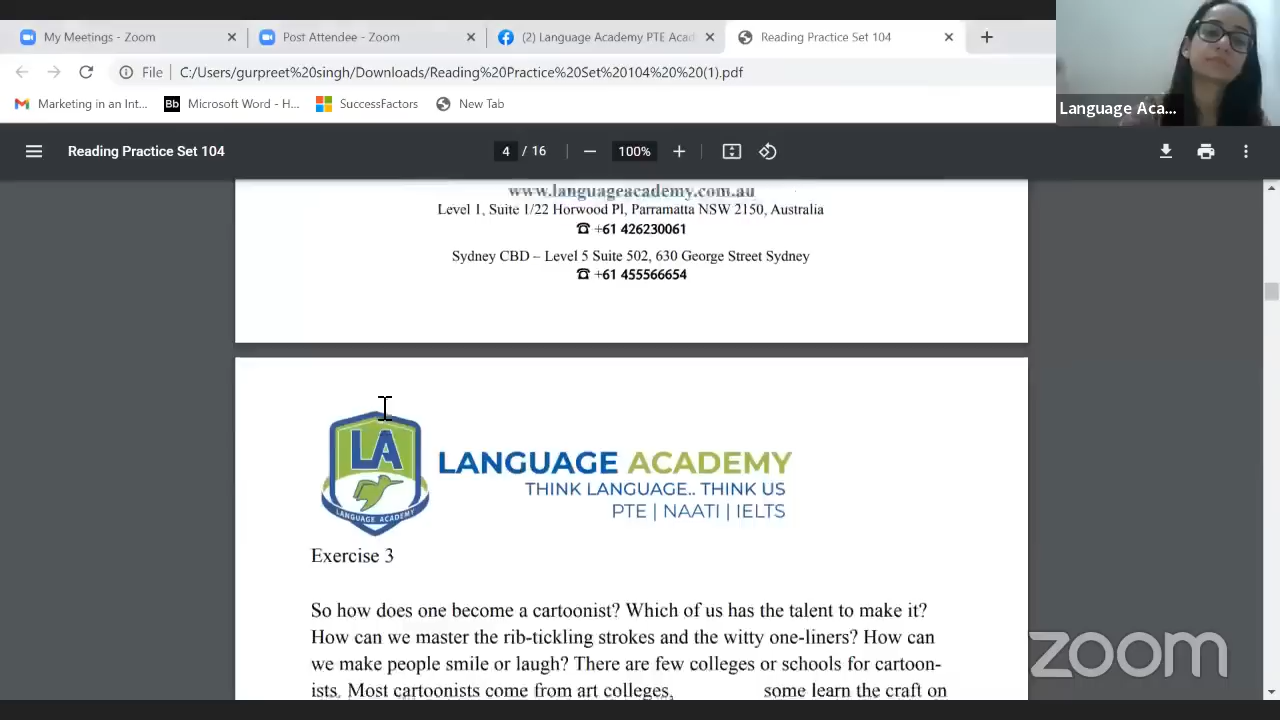 My Meetings - Zoom
Post Attendee - Zoom
(2) Language Academy PTE Acad
Reading Practice Set 104
File
C:/Users/gurpreet%20singh/Downloads/Reading%20Practice%20Set%20104%20%20(1).pdf
Marketing in an Int...
Bb Microsoft Word - H...
SuccessFactors
New Tab
Language Aca...
Reading Practice Set 104
4 / 16
100%
www.languageacademy.com.au
Level 1, Suite 1/22 Horwood Pl, Parramatta NSW 2150, Australia
☎ +61 426230061
Sydney CBD – Level 5 Suite 502, 630 George Street Sydney
☎ +61 455566654
LA
LANGUAGE ACADEMY
LANGUAGE ACADEMY
THINK LANGUAGE.. THINK US
PTE | NAATI | IELTS
Exercise 3
So how does one become a cartoonist? Which of us has the talent to make it?
How can we master the rib-tickling strokes and the witty one-liners? How can
we make people smile or laugh? There are few colleges or schools for cartoon-
ists. Most cartoonists come from art colleges, some learn the craft on
zoom